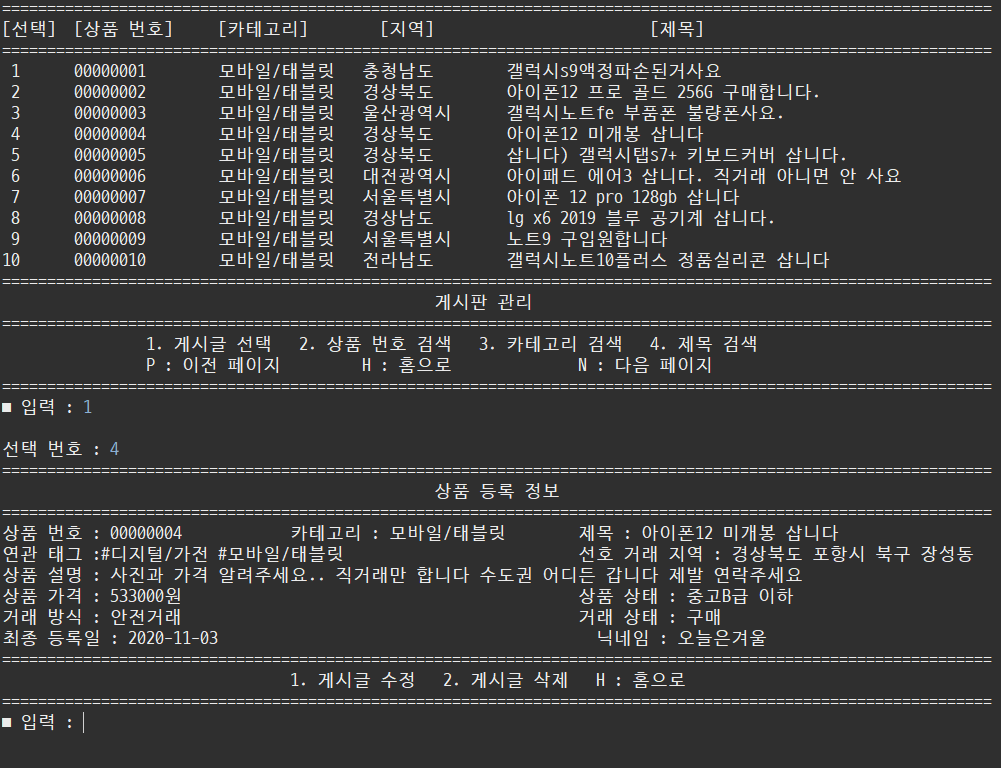 ==============================================================================================================
[선택]  [상품 번호]     [카테고리]        [지역]                        [제목]
==============================================================================================================
 1      00000001        모바일/태블릿   충청남도        갤럭시s9액정파손된거사요
 2      00000002        모바일/태블릿   경상북도        아이폰12 프로 골드 256G 구매합니다.
 3      00000003        모바일/태블릿   울산광역시      갤럭시노트fe 부품폰 불량폰사요.
 4      00000004        모바일/태블릿   경상북도        아이폰12 미개봉 삽니다
 5      00000005        모바일/태블릿   경상북도        삽니다) 갤럭시탭s7+ 키보드커버 삽니다.
 6      00000006        모바일/태블릿   대전광역시      아이패드 에어3 삽니다. 직거래 아니면 안 사요
 7      00000007        모바일/태블릿   서울특별시      아이폰 12 pro 128gb 삽니다
 8      00000008        모바일/태블릿   경상남도        lg x6 2019 블루 공기계 삽니다.
 9      00000009        모바일/태블릿   서울특별시      노트9 구입원합니다
10      00000010        모바일/태블릿   전라남도        갤럭시노트10플러스 정품실리콘 삽니다
==============================================================================================================
게시판 관리
==============================================================================================================
1. 게시글 선택   2. 상품 번호 검색   3. 카테고리 검색   4. 제목 검색
P : 이전 페이지         H : 홈으로              N : 다음 페이지
==============================================================================================================
■ 입력 : 1
선택 번호 : 4
==============================================================================================================
상품 등록 정보
==============================================================================================================
상품 번호 : 00000004            카테고리 : 모바일/태블릿        제목 : 아이폰12 미개봉 삽니다
연관 태그 :#디지털/가전 #모바일/태블릿                          선호 거래 지역 : 경상북도 포항시 북구 장성동
상품 설명 : 사진과 가격 알려주세요.. 직거래만 합니다 수도권 어디든 갑니다 제발 연락주세요
상품 가격 : 533000원                                            상품 상태 : 중고B급 이하
거래 방식 : 안전거래                                            거래 상태 : 구매
최종 등록일 : 2020-11-03                                          닉네임 : 오늘은겨울
==============================================================================================================
1. 게시글 수정   2. 게시글 삭제   H : 홈으로
==============================================================================================================
■ 입력 :